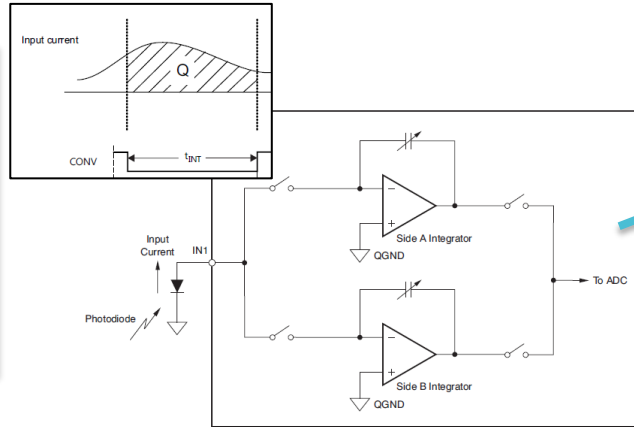 Input current
Q
CONV
tINT
Side A Integrator
QGND
Input
Current
IN1
To ADC
Photodiode
Side B Integrator
QGND